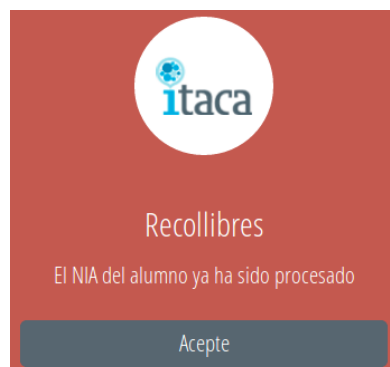 itaca
Recollibres
El NIA del alumno ya ha sido procesado
Acepte